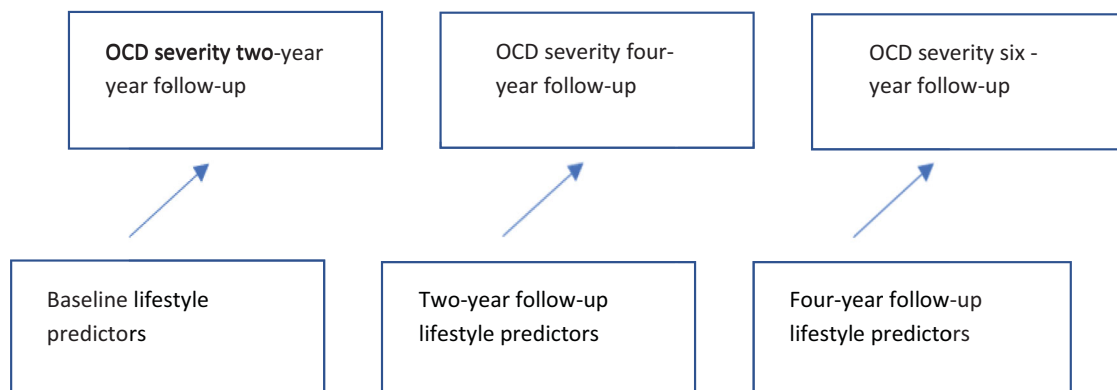 OCD severity two-year
year follow-up
OCD severity four-
year follow-up
OCD severity six -
year follow-up
Baseline lifestyle
predictors
Two-year follow-up
lifestyle predictors
Four-year follow-up
lifestyle predictors